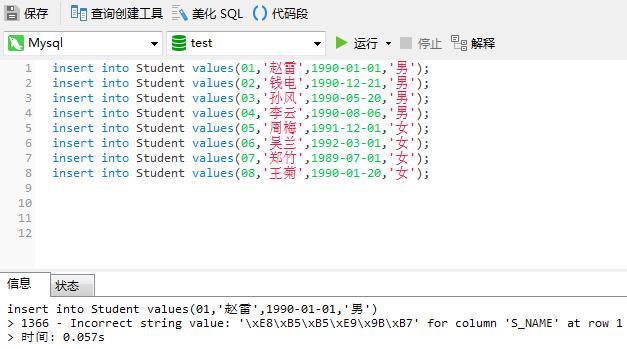 保存 查询创建工具 美化 SQL () 代码段
Mysql test 运行 停止 解释
1 insert into Student values(01,'赵雷',1990-01-01,'男');
2 insert into Student values(02,'钱电',1990-12-21,'男');
3 insert into Student values(03,'孙风',1990-05-20,'男');
4 insert into Student values(04,'李云',1990-08-06,'男');
5 insert into Student values(05,'周梅',1991-12-01,'女');
6 insert into Student values(06,'吴兰',1992-03-01,'女');
7 insert into Student values(07,'郑竹',1989-07-01,'女');
8 insert into Student values(08,'王菊',1990-01-20,'女');
9
10
11
12
信息 状态
insert into Student values(01,'赵雷',1990-01-01,'男')
> 1366 - Incorrect string value: '\xE8\xB5\xB5\xE9\x9B\xB7' for column 'S_NAME' at row 1
> 时间: 0.057s